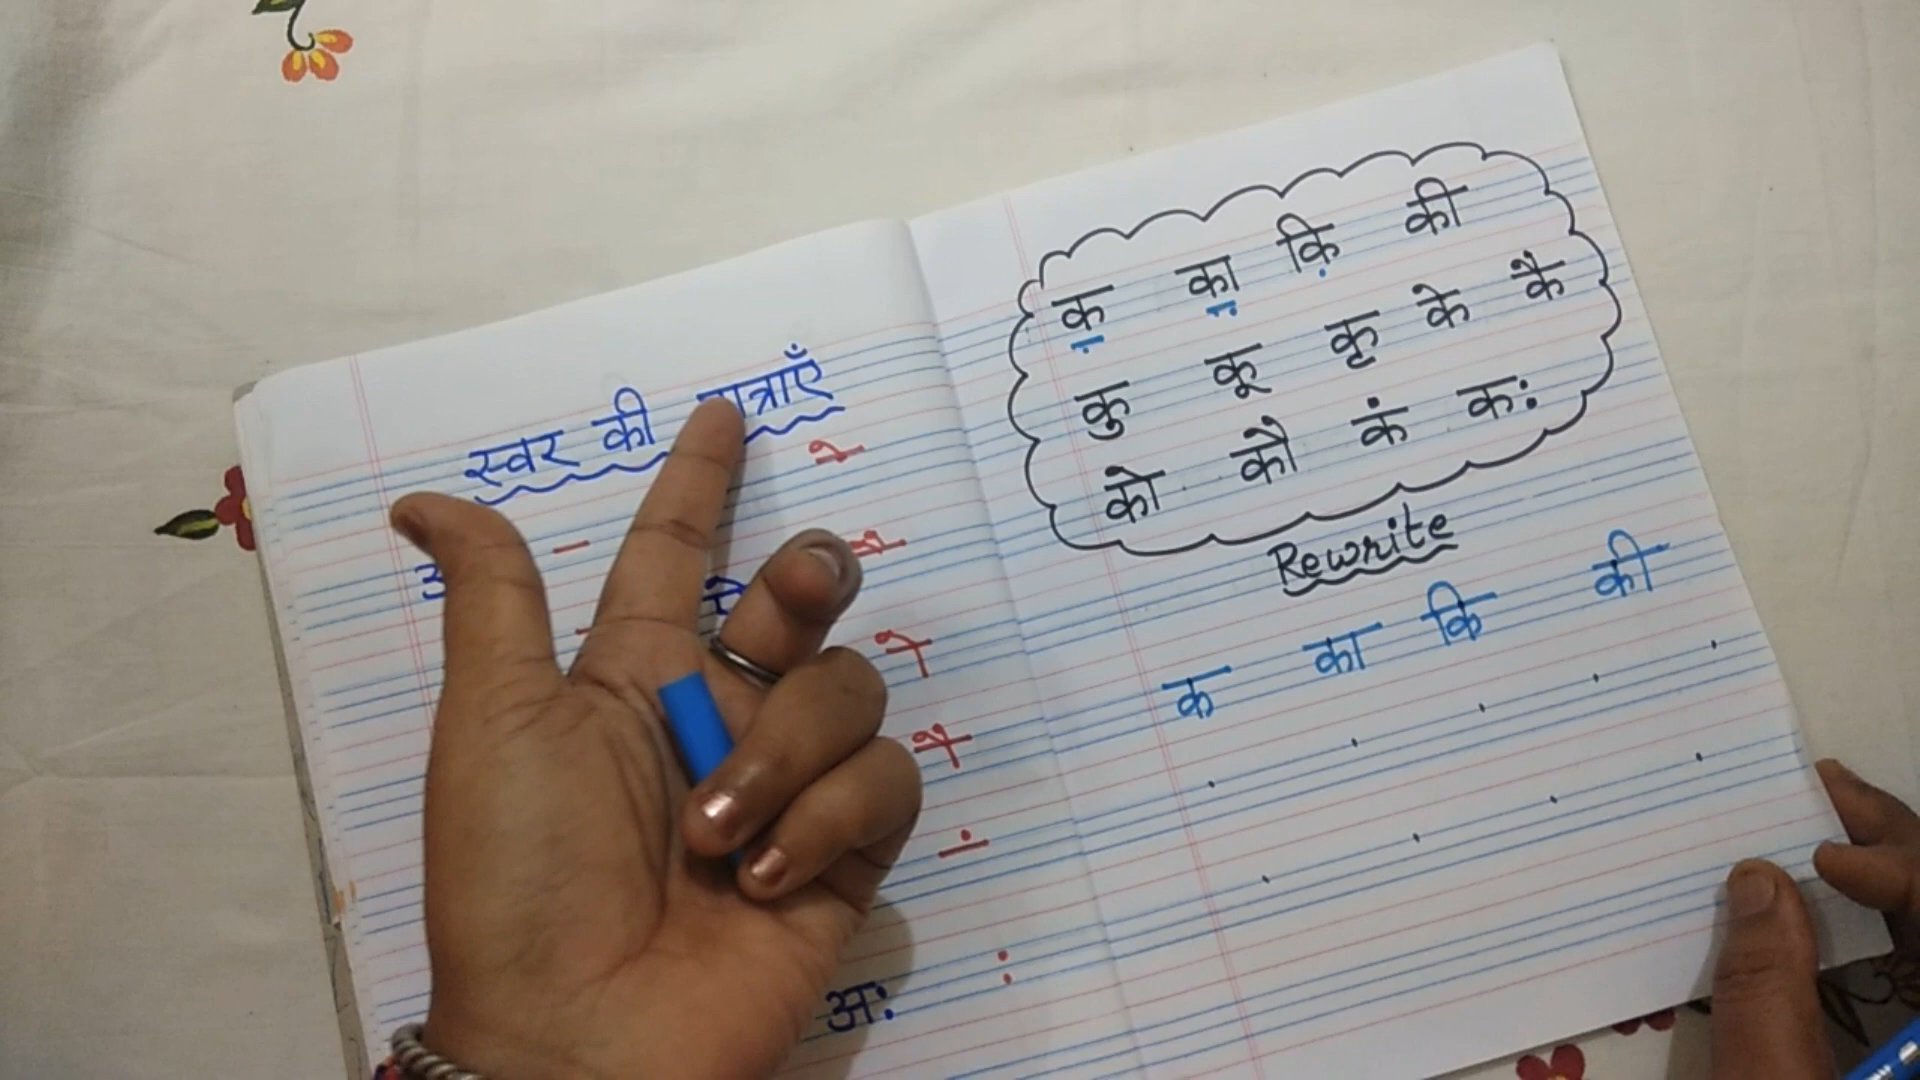 स्वर की मात्राएँ
े
ै
ो
ौ
ं
अः ः
क का कि की
कु कू कृ के कै
को कौ कं कः
Rewrite
क का कि की